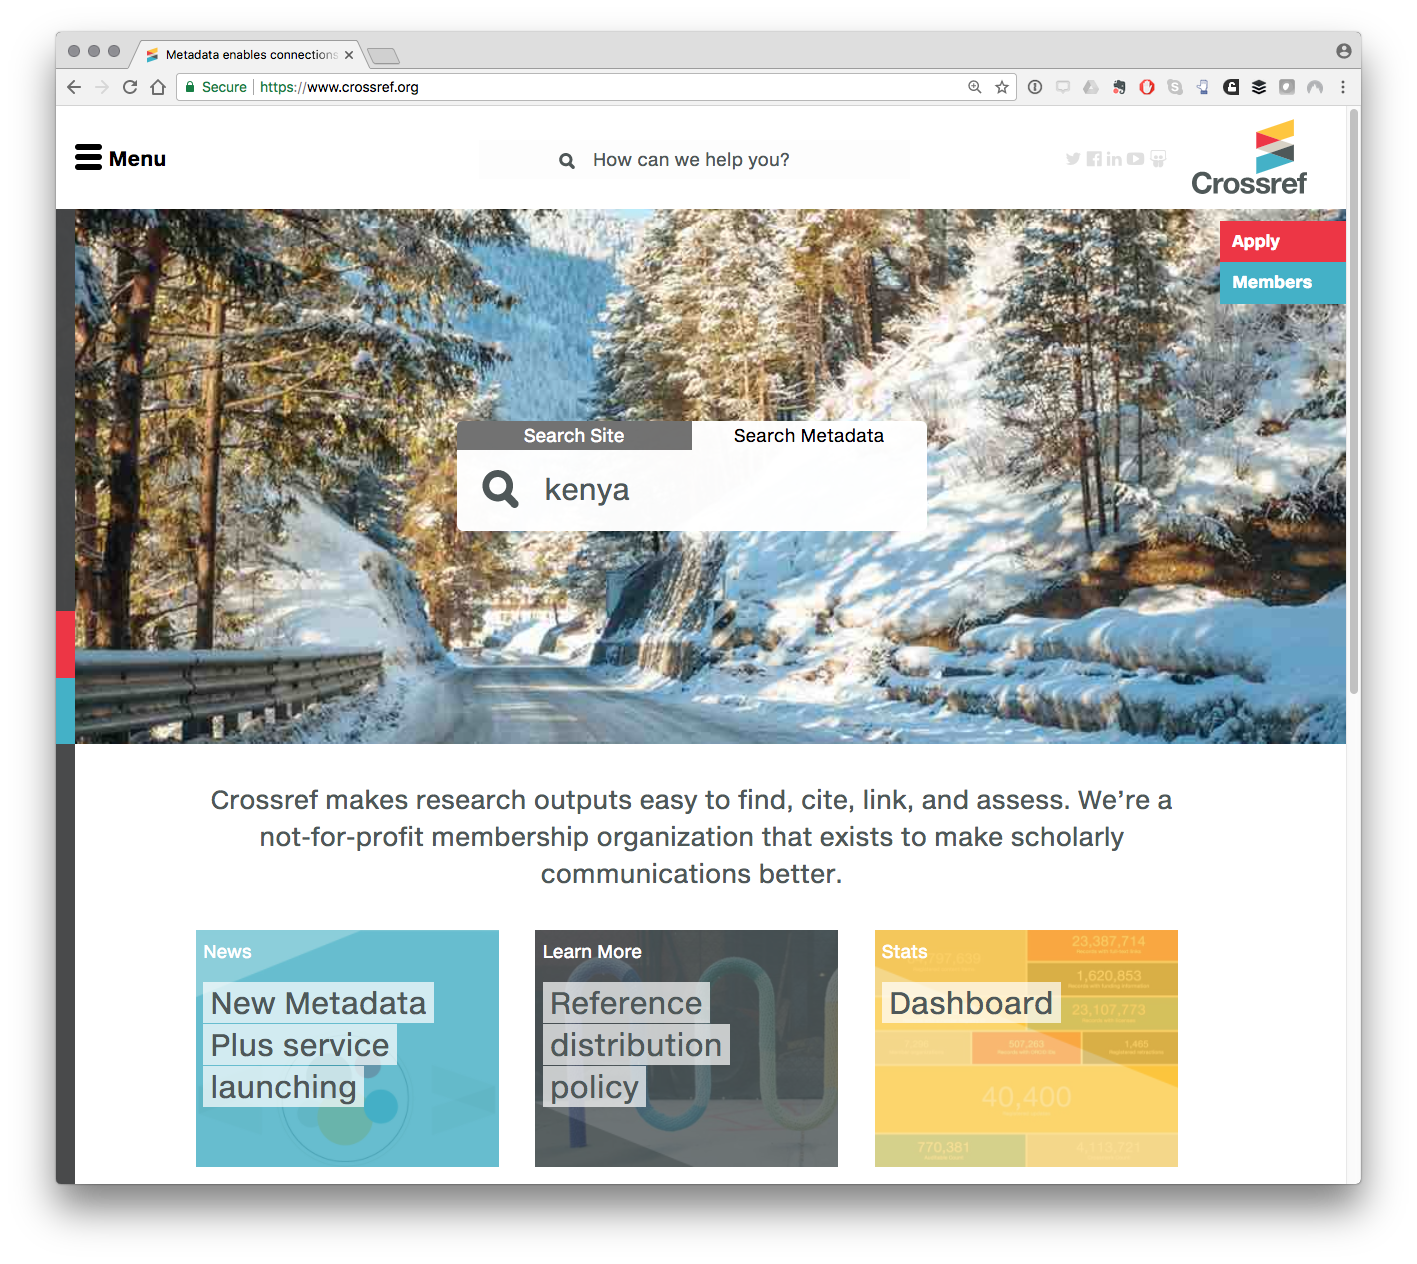 Metadata enables connections
Secure https://www.crossref.org
Menu
How can we help you?
Crossref
Apply
Members
Search Site
Search Metadata
kenya
Crossref makes research outputs easy to find, cite, link, and assess. We’re a
not-for-profit membership organization that exists to make scholarly
communications better.
News
New Metadata
Plus service
launching
Learn More
Reference
distribution
policy
Stats
Dashboard
23,387,714
1,620,853
23,107,773
507,263
1,465
40,400
770,381
4,113,721